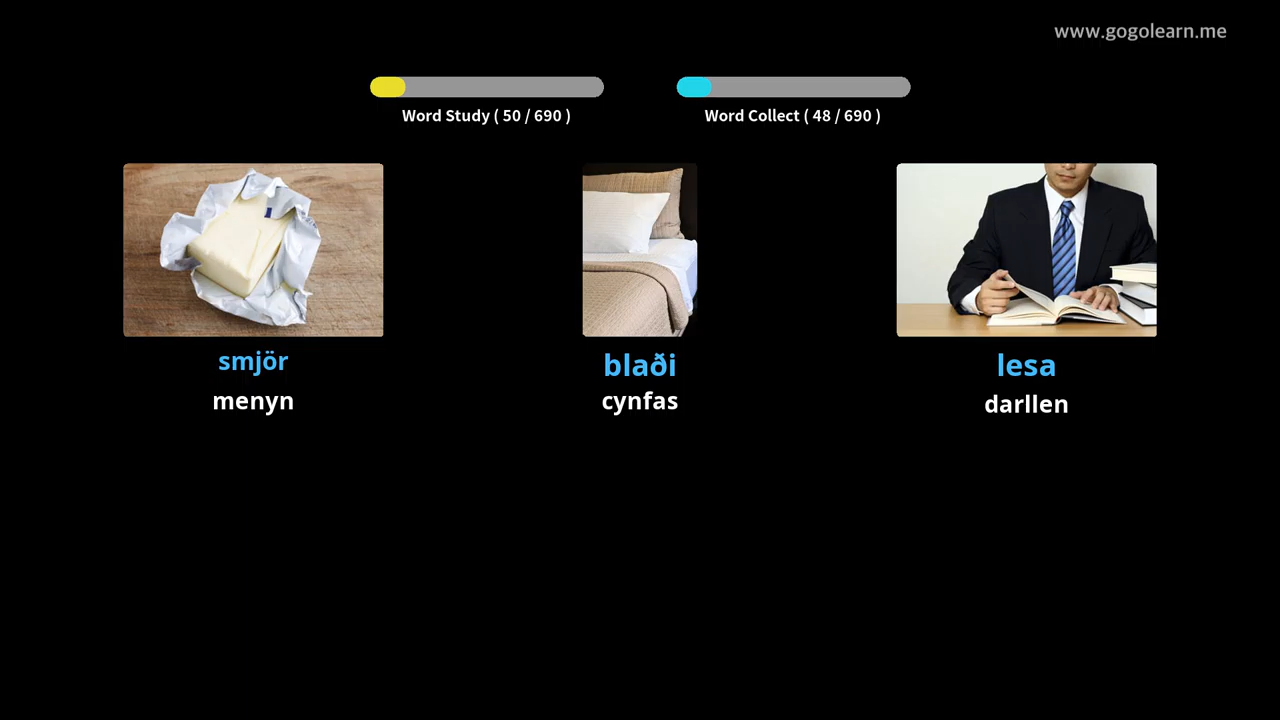 www.gogolearn.me
Word Study ( 50 / 690 )
Word Collect ( 48 / 690 )
smjör
menyn
blaði
cynfas
lesa
darllen